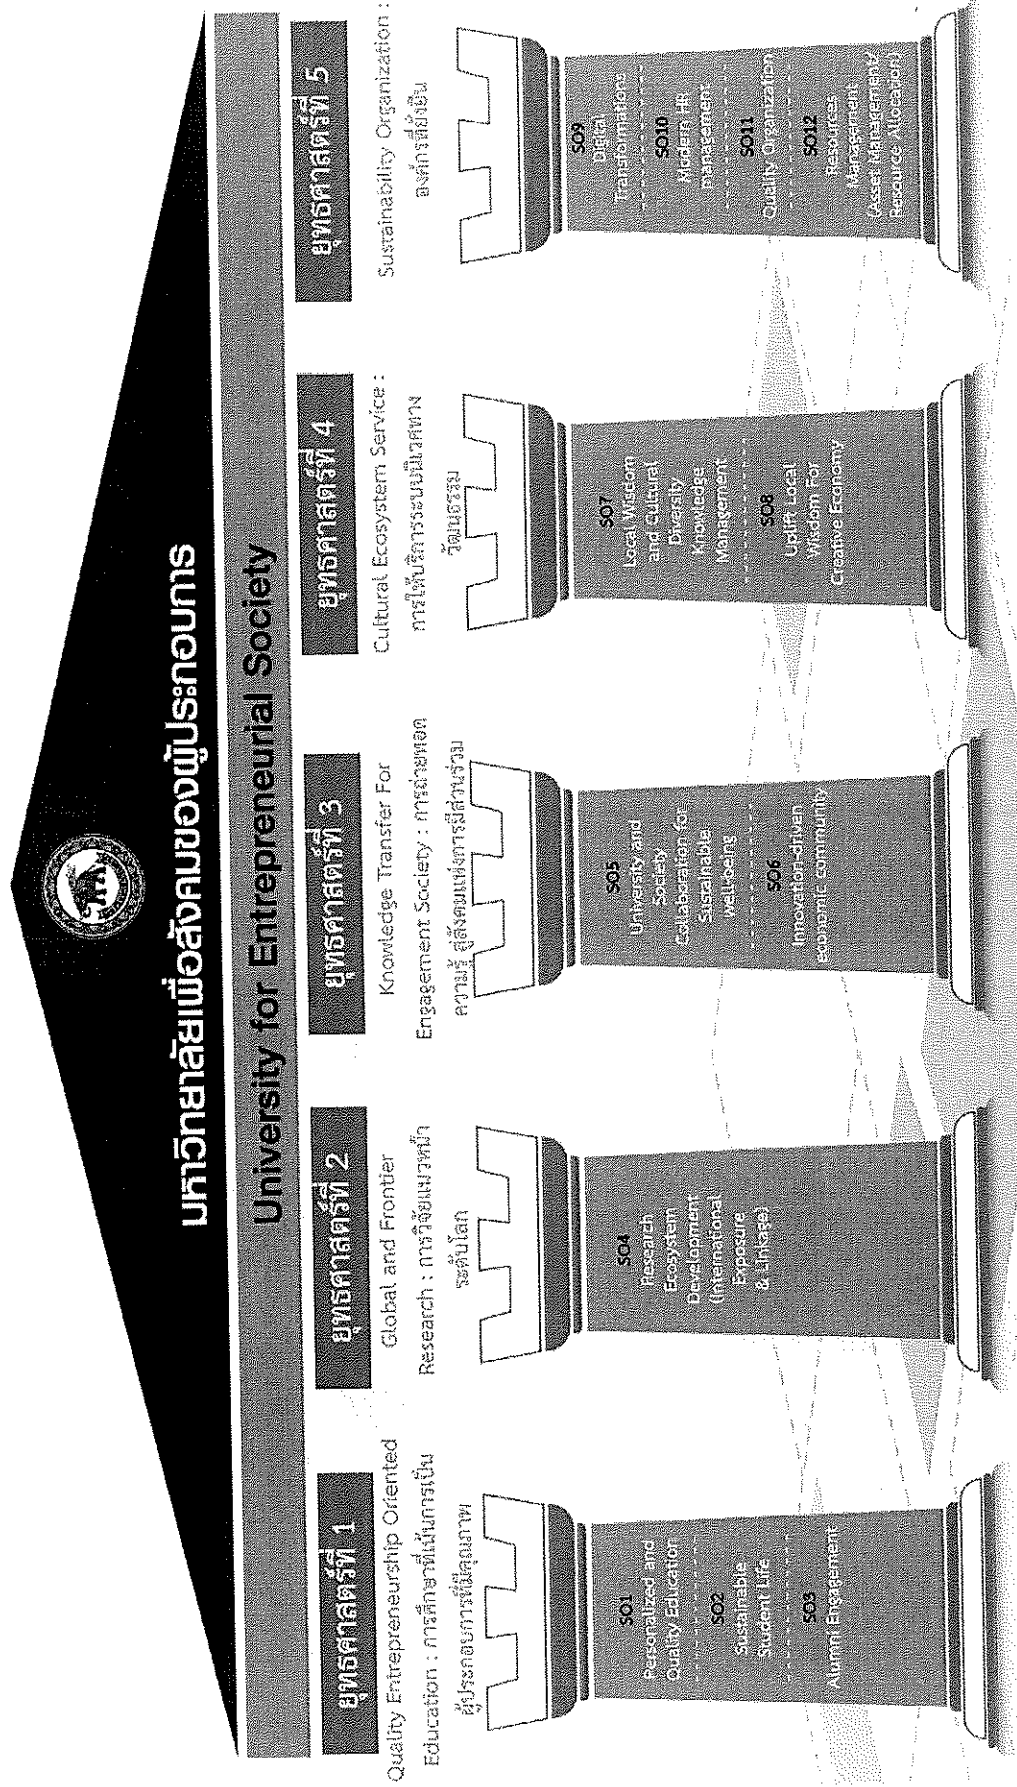 มหาวิทยาลัยเพื่อสังคมของผู้ประกอบการ
University for Entrepreneurial Society
ยุทธศาสตร์ที่ 1
Quality Entrepreneurship Oriented
Education : การศึกษาที่เน้นการเป็น
ผู้ประกอบการที่มีคุณภาพ
SO1
Personalized and
Quality Education
SO2
Sustainable
Student Life
SO3
Alumni Engagement
ยุทธศาสตร์ที่ 2
Global and Frontier
Research : การวิจัยแนวหน้า
ระดับโลก
SO4
Research
Ecosystem
Development
(International
Exposure
& Linkage)
ยุทธศาสตร์ที่ 3
Knowledge Transfer For
Engagement Society : การถ่ายทอด
ความรู้ สู่สังคมแห่งการมีส่วนร่วม
SO5
University and
Society
Collaboration for
Sustainable
well-being
SO6
Innovation-driven
economic community
ยุทธศาสตร์ที่ 4
Cultural Ecosystem Service :
การให้บริการระบบนิเวศทาง
วัฒนธรรม
SO7
Local Wisdom
and Cultural
Diversity
Knowledge
Management
SO8
Uplift Local
Wisdom For
Creative Economy
ยุทธศาสตร์ที่ 5
Sustainability Organization :
องค์กรที่ยั่งยืน
SO9
Digital
Transformations
SO10
Modern HR
management
SO11
Quality Organization
SO12
Resources
Management
(Asset Management/
Resource Allocation)